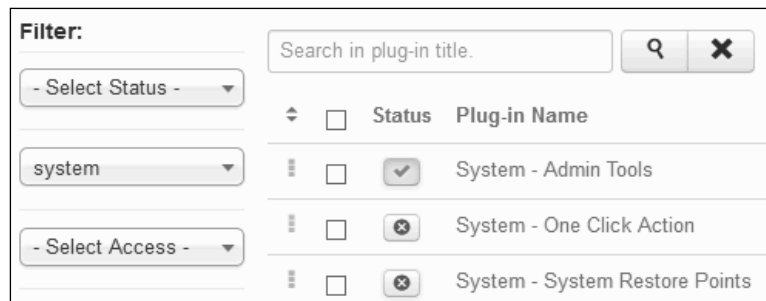 Filter:
- Select Status -
system
- Select Access -
Search in plug-in title.
Status Plug-in Name
System - Admin Tools
System - One Click Action
System - System Restore Points